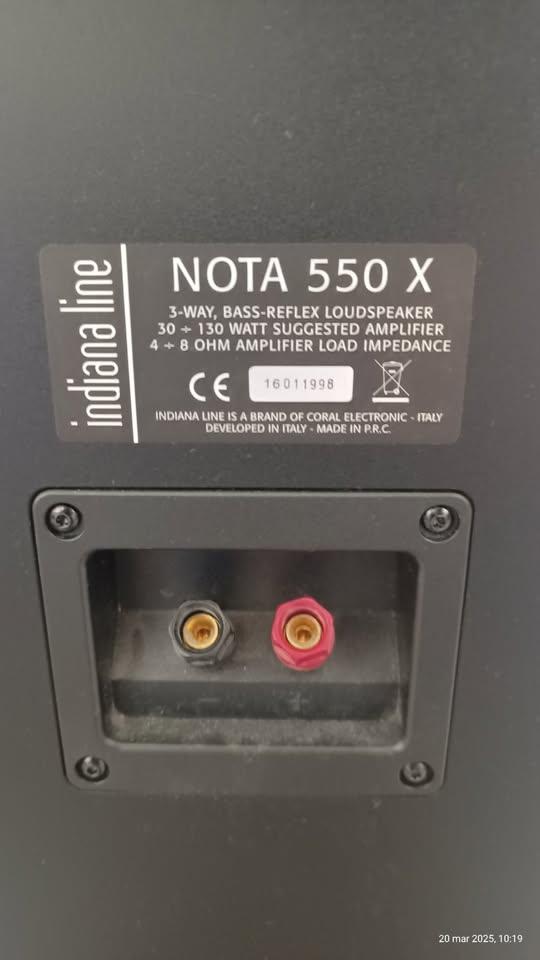 indiana line
NOTA 550 X
3-WAY, BASS-REFLEX LOUDSPEAKER
30 ÷ 130 WATT SUGGESTED AMPLIFIER
4 ÷ 8 OHM AMPLIFIER LOAD IMPEDANCE
CE
16011998
INDIANA LINE IS A BRAND OF CORAL ELECTRONIC - ITALY
DEVELOPED IN ITALY - MADE IN P.R.C.
- +
20 mar 2025, 10:19